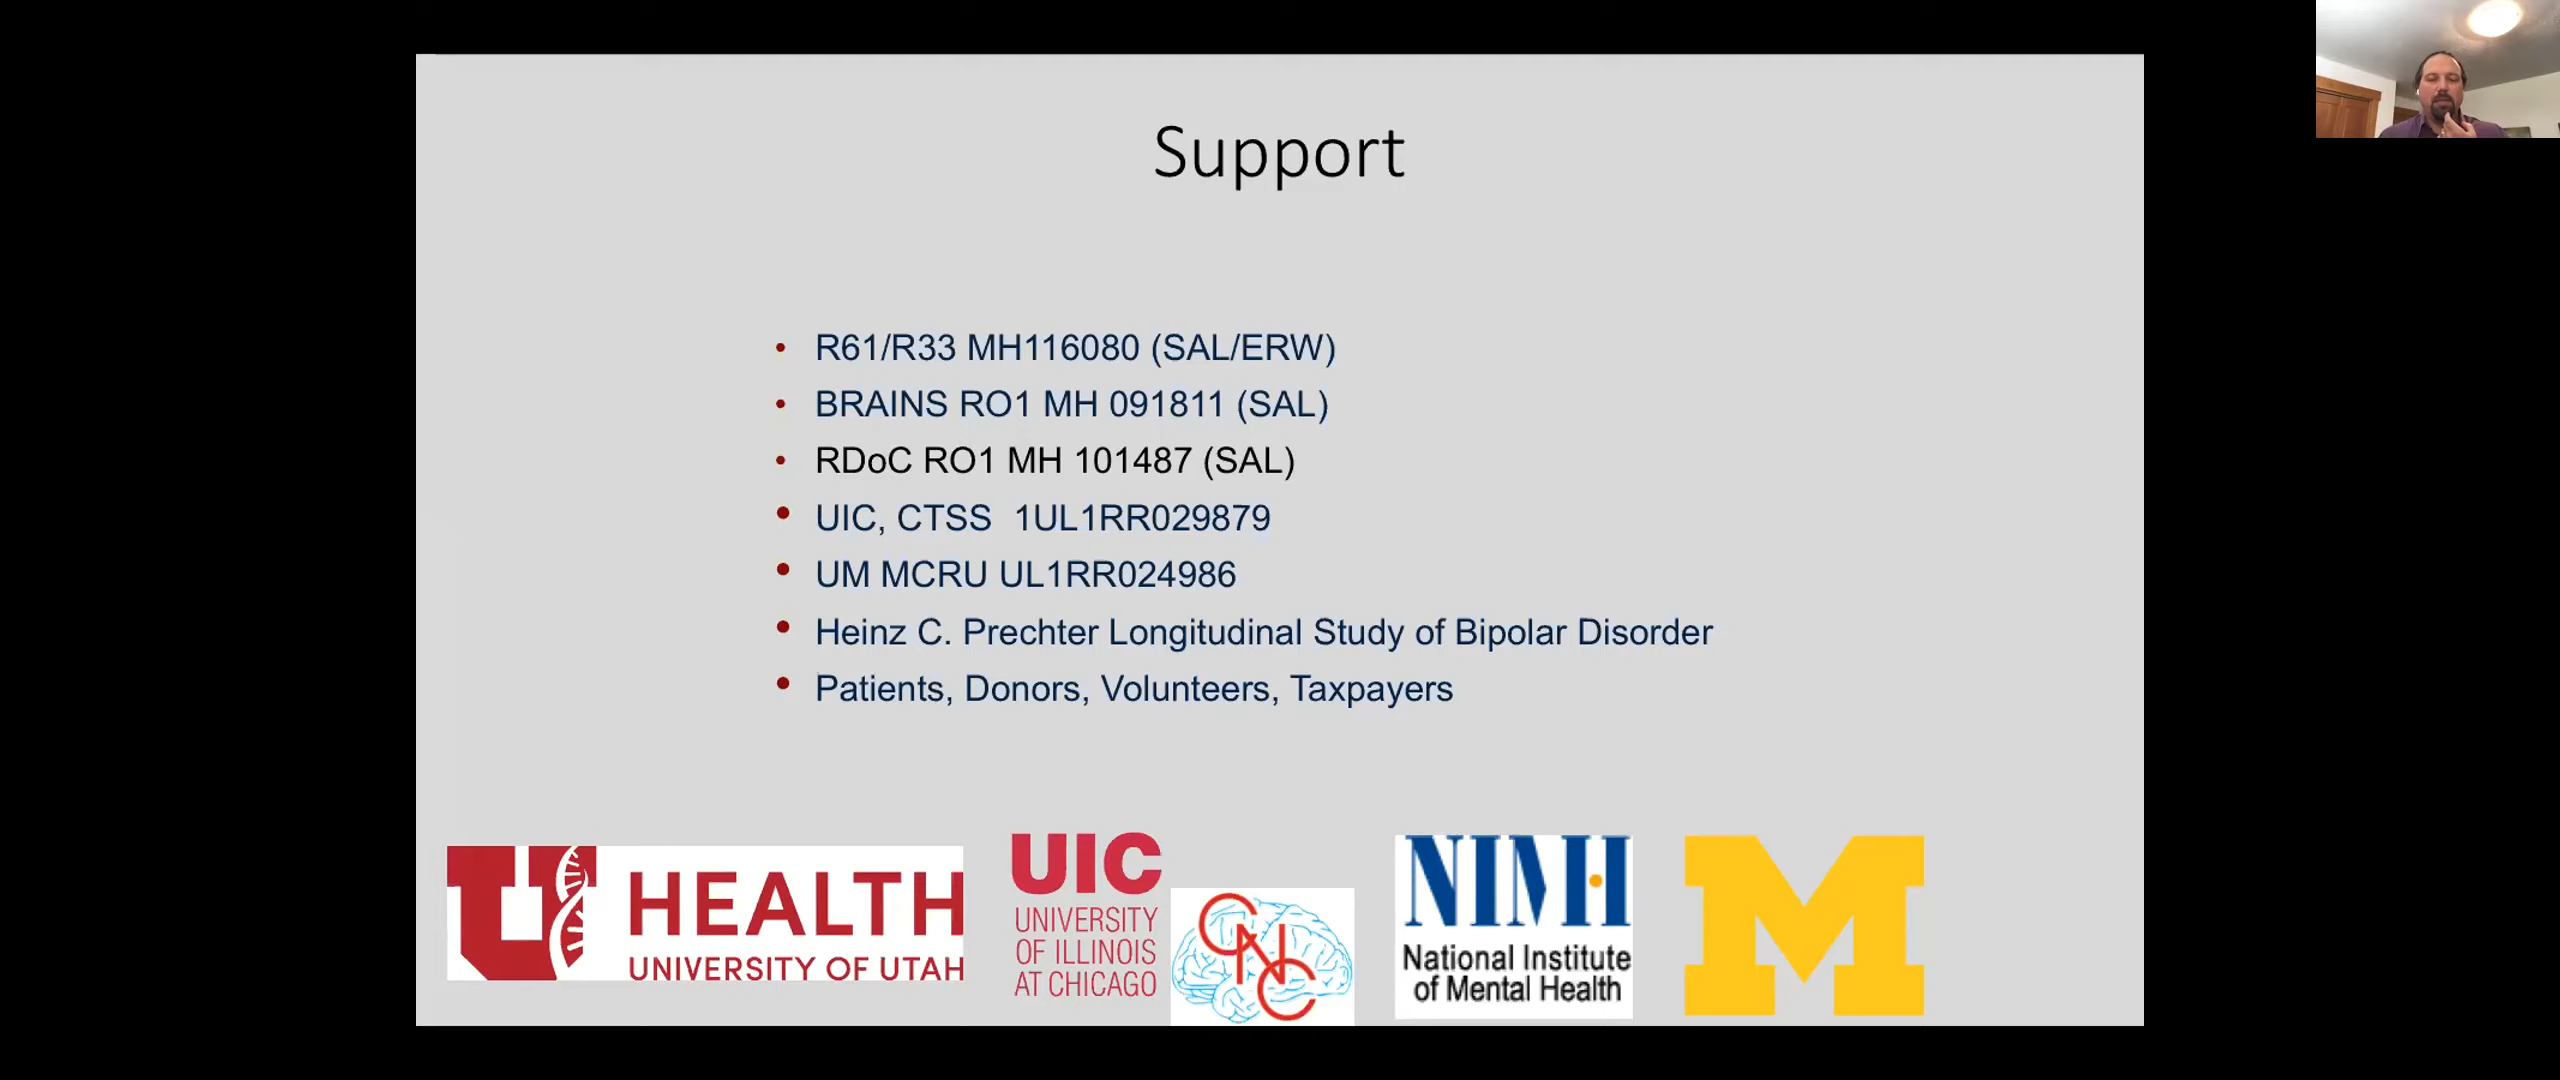 Support
• R61/R33 MH116080 (SAL/ERW)
• BRAINS RO1 MH 091811 (SAL)
• RDoC RO1 MH 101487 (SAL)
• UIC, CTSS  1UL1RR029879
• UM MCRU UL1RR024986
• Heinz C. Prechter Longitudinal Study of Bipolar Disorder
• Patients, Donors, Volunteers, Taxpayers
U
HEALTH
UNIVERSITY OF UTAH
UIC
UNIVERSITY
OF ILLINOIS
AT CHICAGO
CNC
NIMH
National Institute
of Mental Health
M